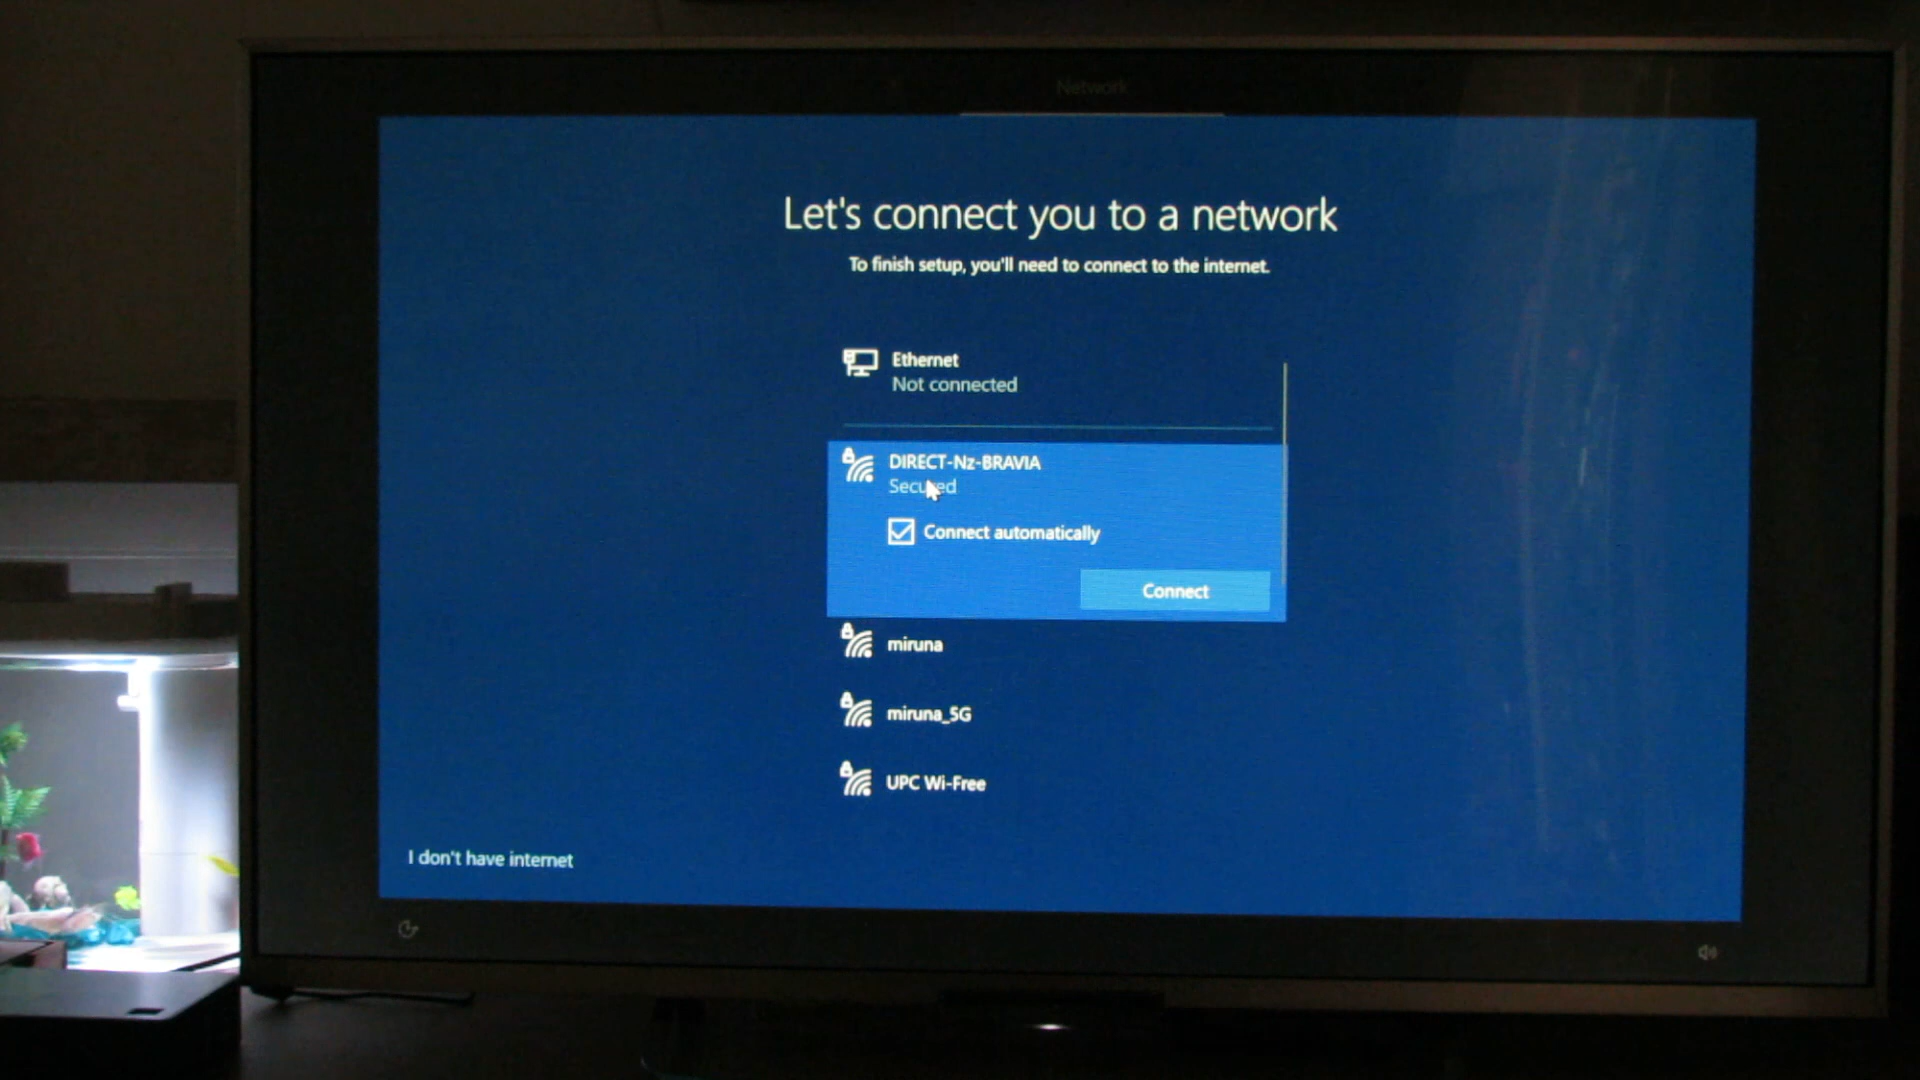 Network
Let's connect you to a network
To finish setup, you'll need to connect to the internet.
Ethernet
Not connected
DIRECT-Nz-BRAVIA
Secured
Connect automatically
Connect
miruna
miruna_5G
UPC Wi-Free
I don't have internet